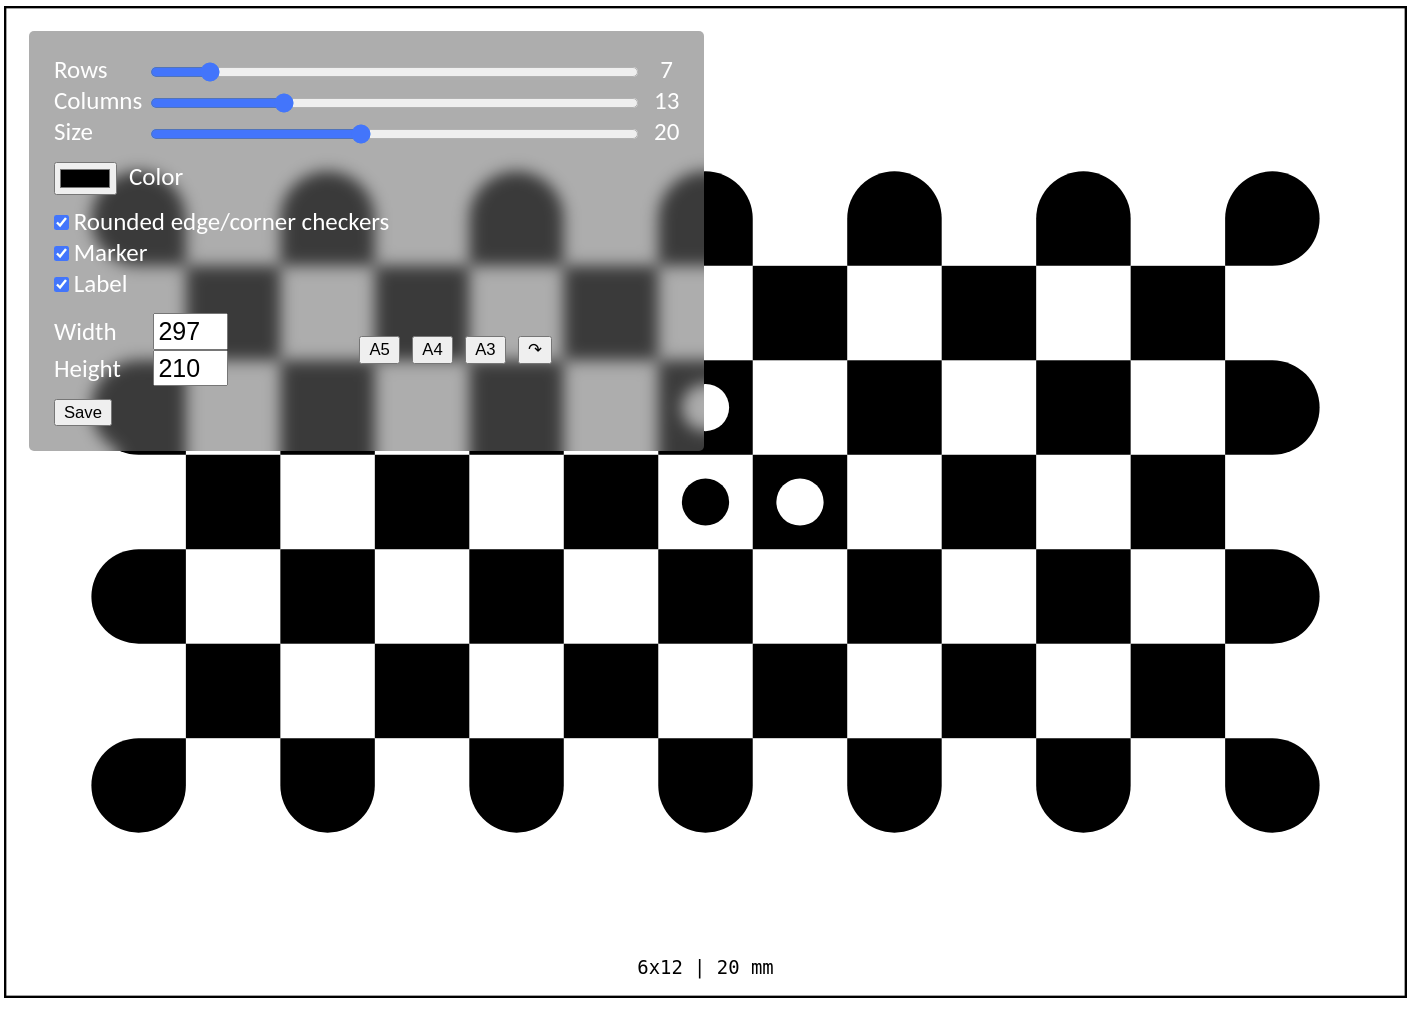 Rows 7
Columns 13
Size 20
Color
Rounded edge/corner checkers
Marker
Label
Width 297
Height 210
A5 A4 A3 ↷
Save
6x12 | 20 mm